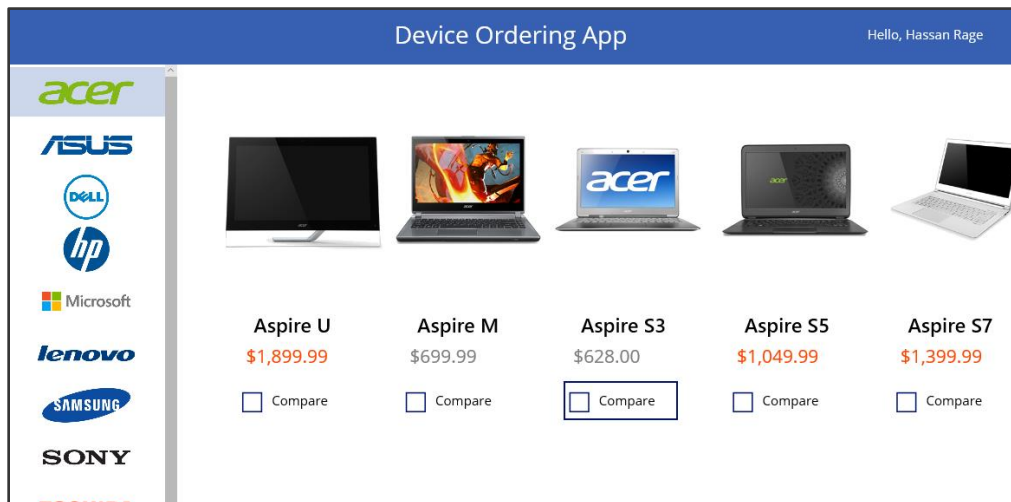 Device Ordering App
Hello, Hassan Rage
acer
ASUS
DELL
hp
Microsoft
lenovo
SAMSUNG
SONY
acer
acer
Aspire U
Aspire M
Aspire S3
Aspire S5
Aspire S7
$1,899.99
$699.99
$628.00
$1,049.99
$1,399.99
Compare
Compare
Compare
Compare
Compare